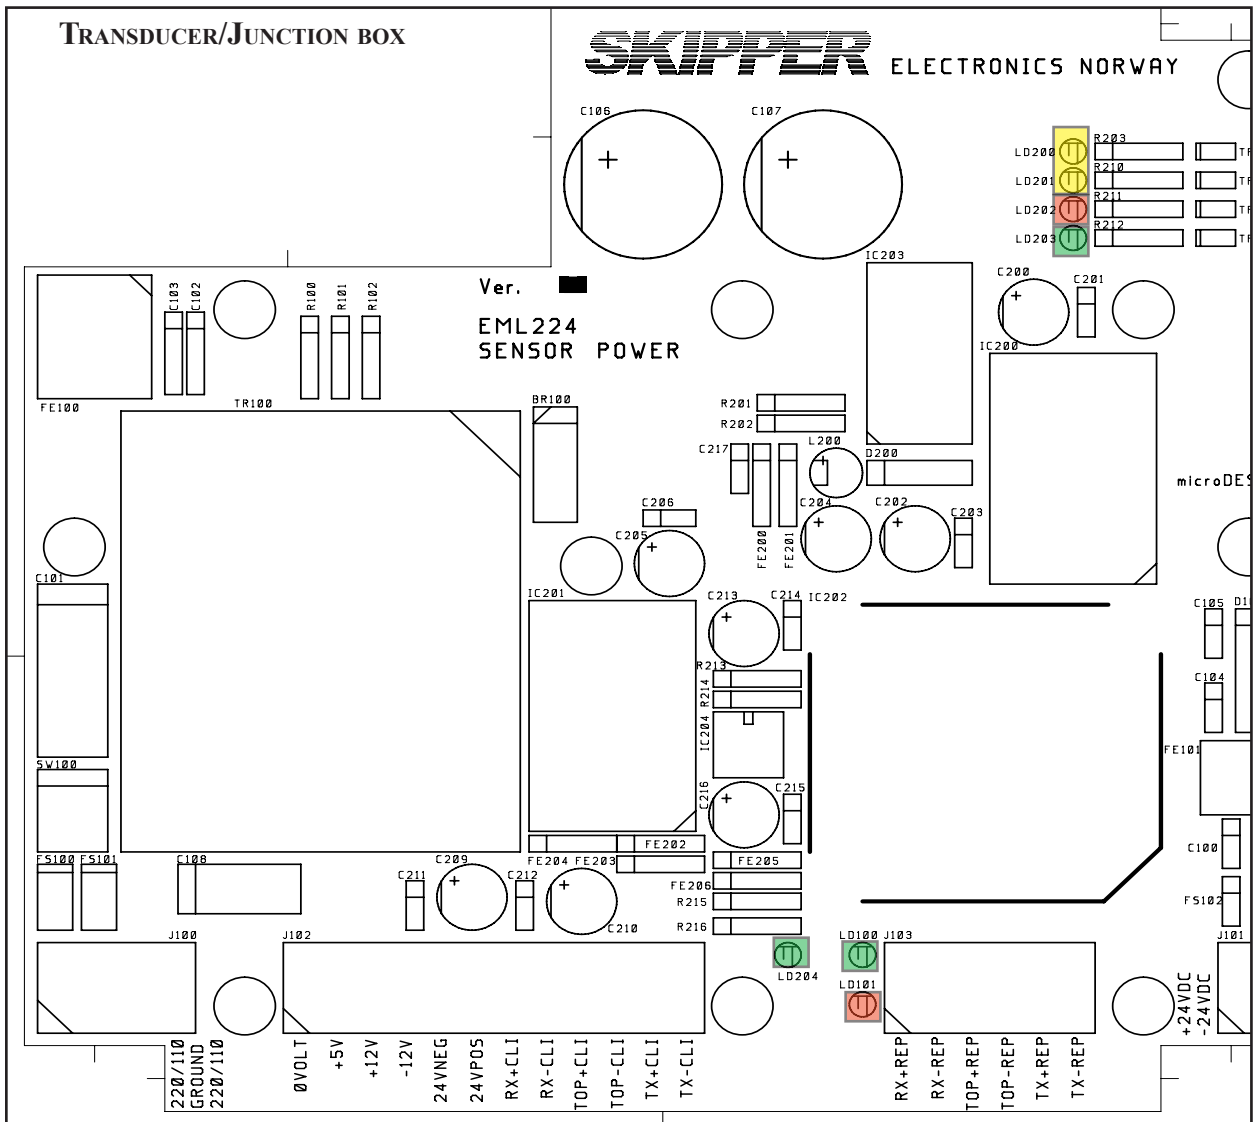 TRANSDUCER/JUNCTION BOX
SKIPPER ELECTRONICS NORWAY
C106
C107
LD200 R203
LD201 R210
LD202 R211
LD203 R212
IC203
C200
C201
IC200
Ver.
EML224
SENSOR POWER
C103
C102
R100
R101
R102
FE100
TR100
BR100
R201
R202
C217
L200
D200
C204
C202
C203
FE200
FE201
C206
C205
C101
IC201
C213
C214
IC202
C105
C104
R213
R214
IC204
C216
C215
FE101
SW100
FS100
FS101
C108
C211
C209
C212
C210
FE204
FE203
FE202
FE205
FE206
R215
R216
C100
FS102
J100
J102
LD204
LD100
LD101
J103
J101
+24VDC
-24VDC
220/110
GROUND
220/110
0VOLT
+5V
+12V
-12V
24VNEG
24VPOS
RX+CLI
RX-CLI
TOP+CLI
TOP-CLI
TX+CLI
TX-CLI
RX+REP
RX-REP
TOP+REP
TOP-REP
TX+REP
TX-REP